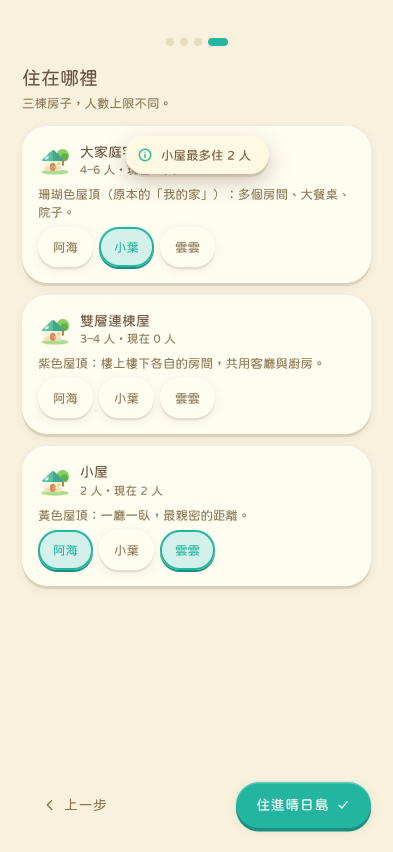 住在哪裡
三棟房子，人數上限不同。
小屋最多住 2 人
大家庭
4–6 人・現在
珊瑚色屋頂（原本的「我的家」）：多個房間、大餐桌、
院子。
阿海
小葉
雲雲
雙層連棟屋
3–4 人・現在 0 人
紫色屋頂：樓上樓下各自的房間，共用客廳與廚房。
阿海
小葉
雲雲
小屋
2 人・現在 2 人
黃色屋頂：一廳一臥，最親密的距離。
阿海
小葉
雲雲
上一步
住進晴日島